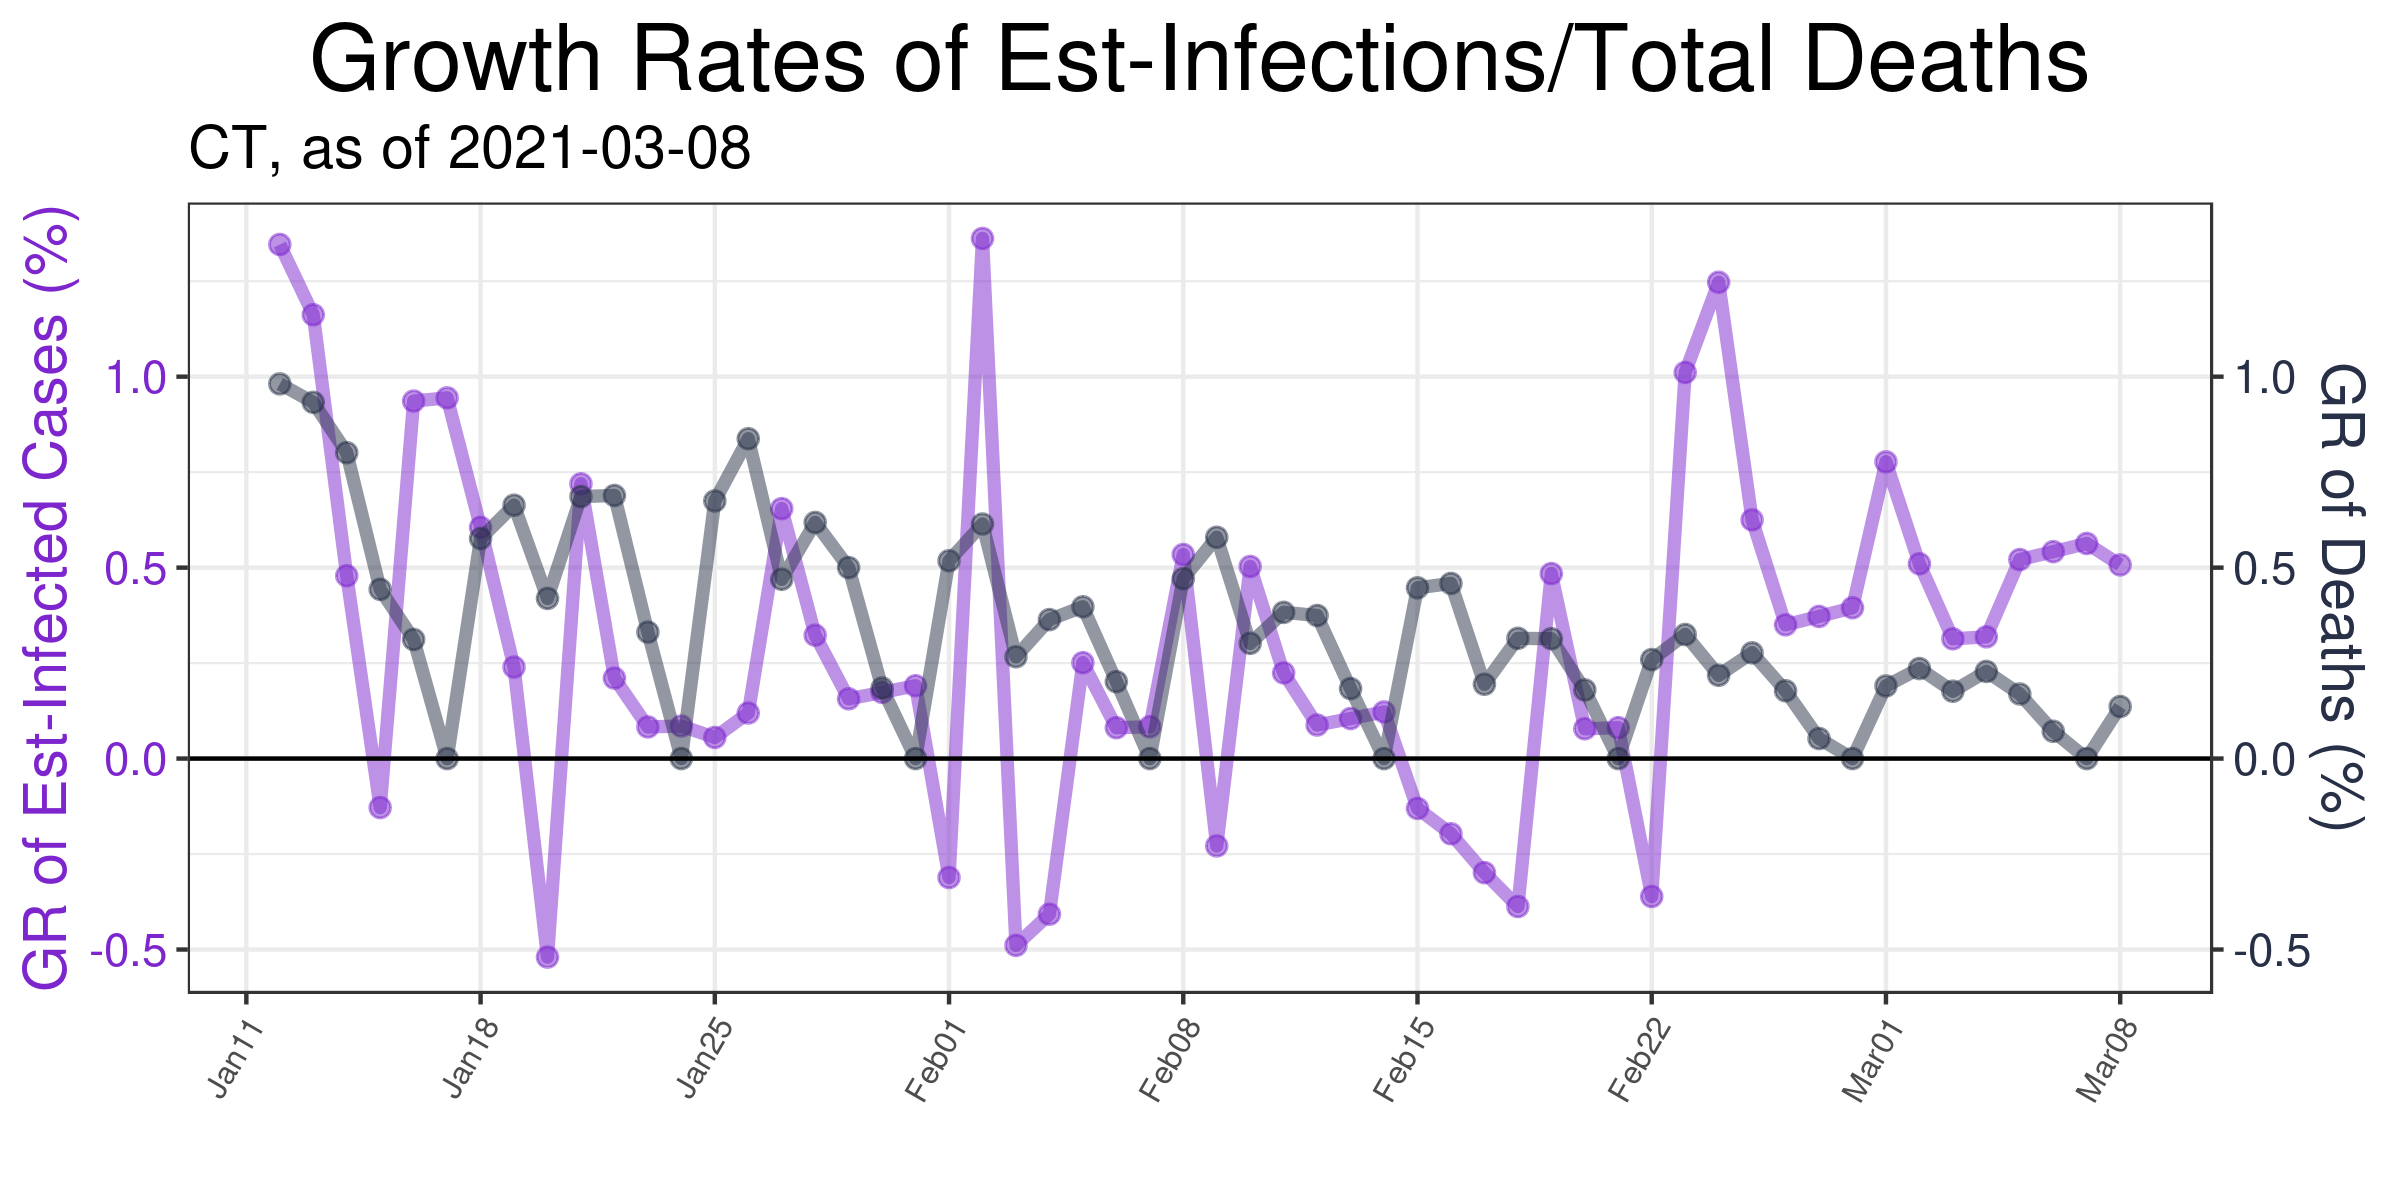 Growth Rates of Est-Infections/Total Deaths
CT, as of 2021-03-08
GR of Est-Infected Cases (%)
1.0
0.5
0.0
-0.5
1.0
0.5
0.0
-0.5
GR of Deaths (%)
Jan11
Jan18
Jan25
Feb01
Feb08
Feb15
Feb22
Mar01
Mar08